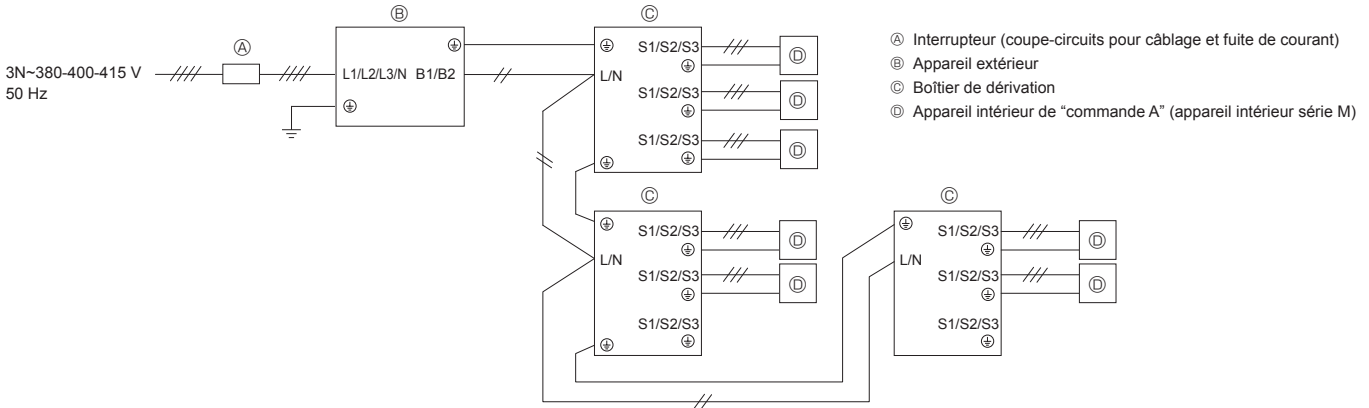 Ⓑ
Ⓒ
Ⓐ
3N~380-400-415 V
50 Hz
L1/L2/L3/N B1/B2
L/N
S1/S2/S3
Ⓓ
S1/S2/S3
Ⓓ
S1/S2/S3
Ⓓ
Ⓐ Interrupteur (coupe-circuits pour câblage et fuite de courant)
Ⓑ Appareil extérieur
Ⓒ Boîtier de dérivation
Ⓓ Appareil intérieur de “commande A” (appareil intérieur série M)
Ⓒ
L/N
S1/S2/S3
Ⓓ
S1/S2/S3
Ⓓ
S1/S2/S3
Ⓒ
L/N
S1/S2/S3
Ⓓ
S1/S2/S3
Ⓓ
S1/S2/S3